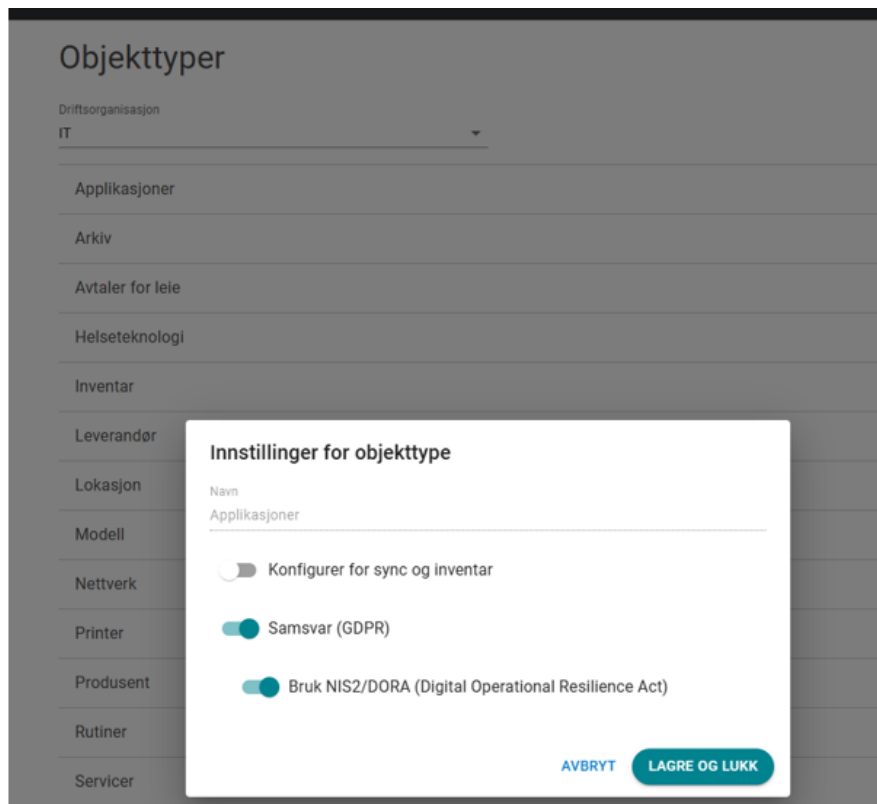 Objekttyper
Driftsorganisasjon
IT
Applikasjoner
Arkiv
Avtaler for leie
Helseteknologi
Inventar
Leverandør
Lokasjon
Modell
Nettverk
Printer
Produsent
Rutiner
Servicer
Innstillinger for objekttype
Navn
Applikasjoner
Konfigurer for sync og inventar
Samsvar (GDPR)
Bruk NIS2/DORA (Digital Operational Resilience Act)
AVBRYT LAGRE OG LUKK